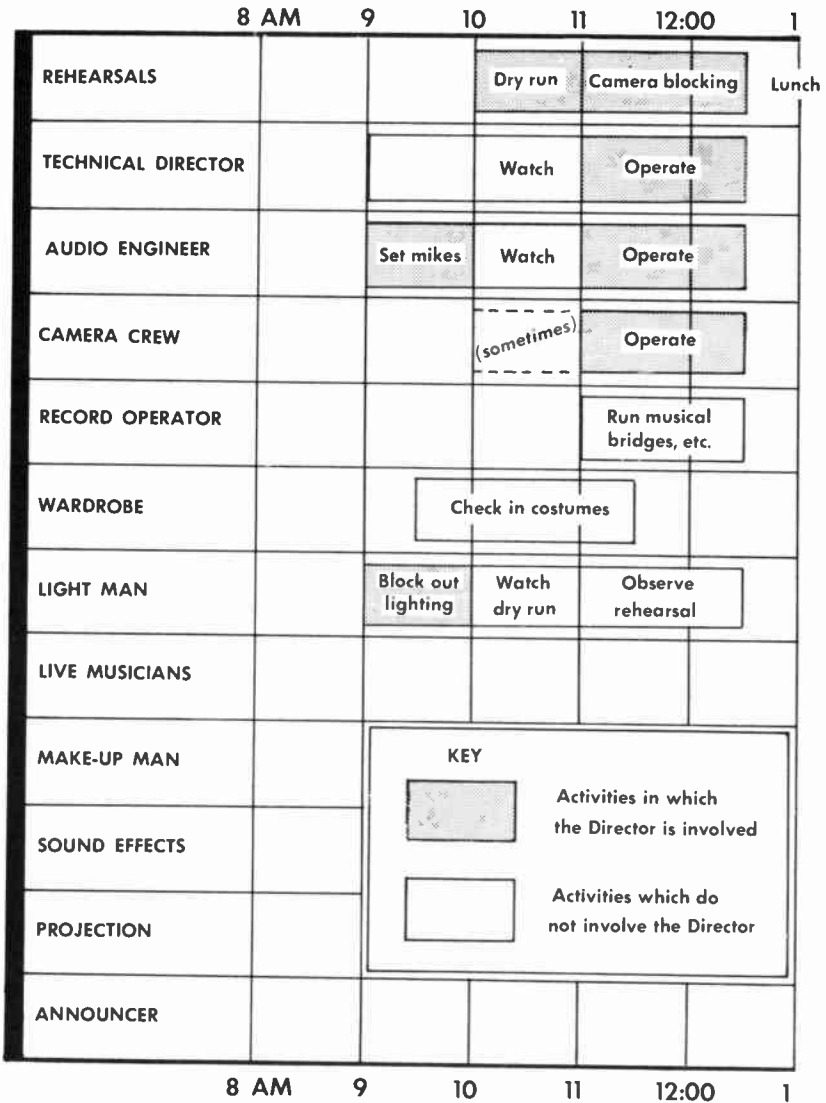 8 AM 9 10 11 12:00 1
REHEARSALS Dry run Camera blocking Lunch
TECHNICAL DIRECTOR Watch Operate
AUDIO ENGINEER Set mikes Watch Operate
CAMERA CREW (sometimes) Operate
RECORD OPERATOR Run musical
bridges, etc.
WARDROBE Check in costumes
LIGHT MAN Block out
lighting Watch
dry run Observe
rehearsal
LIVE MUSICIANS
MAKE-UP MAN
SOUND EFFECTS
PROJECTION
ANNOUNCER
KEY
Activities in which
the Director is involved
Activities which do
not involve the Director
8 AM 9 10 11 12:00 1